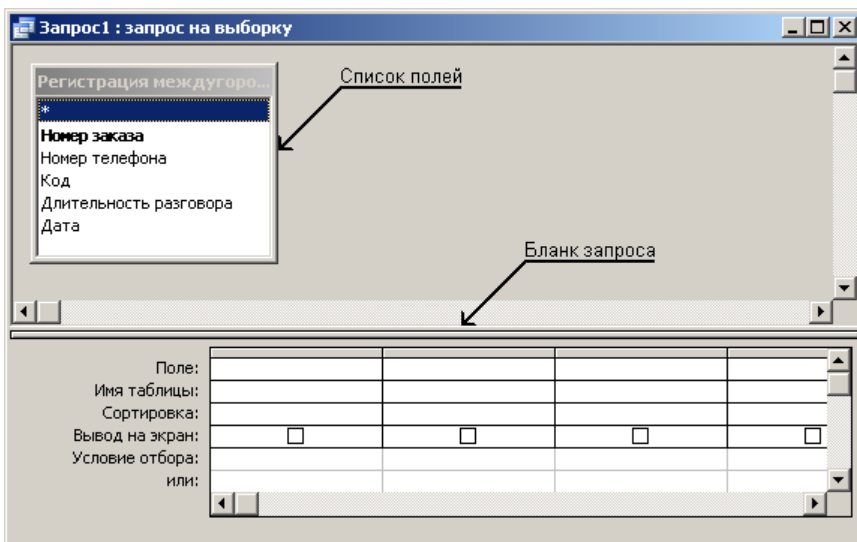 Запрос1 : запрос на выборку
Регистрация междугоро...
Список полей
*
Номер заказа
Номер телефона
Код
Длительность разговора
Дата
Бланк запроса
Поле:
Имя таблицы:
Сортировка:
Вывод на экран:
Условие отбора:
или: